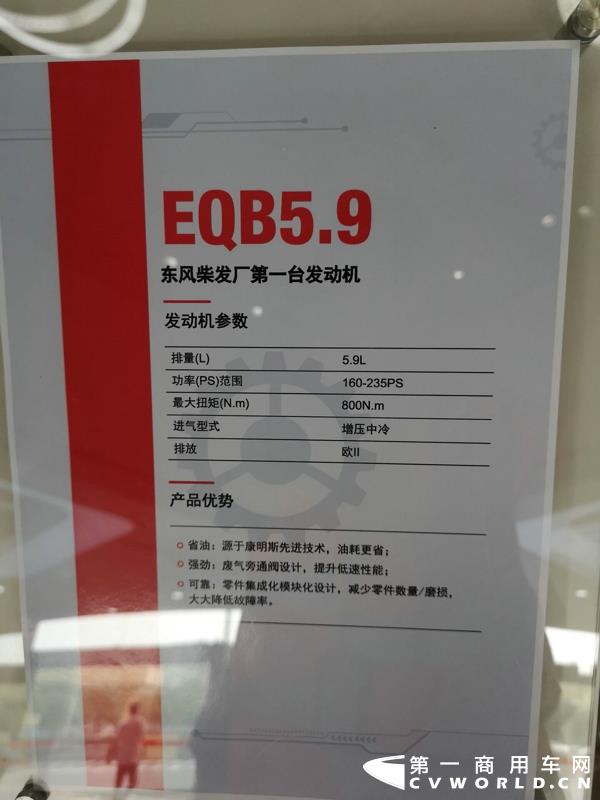 EQB5.9
东风柴发厂第一台发动机
发动机参数
排量(L) 5.9L
功率(PS)范围 160-235PS
最大扭矩(N.m) 800N.m
进气型式 增压中冷
排放 欧II
产品优势
省油：源于康明斯先进技术，油耗更省；
强劲：废气旁通阀设计，提升低速性能；
可靠：零件集成化模块化设计，减少零件数量/磨损，
大大降低故障率。
第一商用车网
CVWORLD.CN